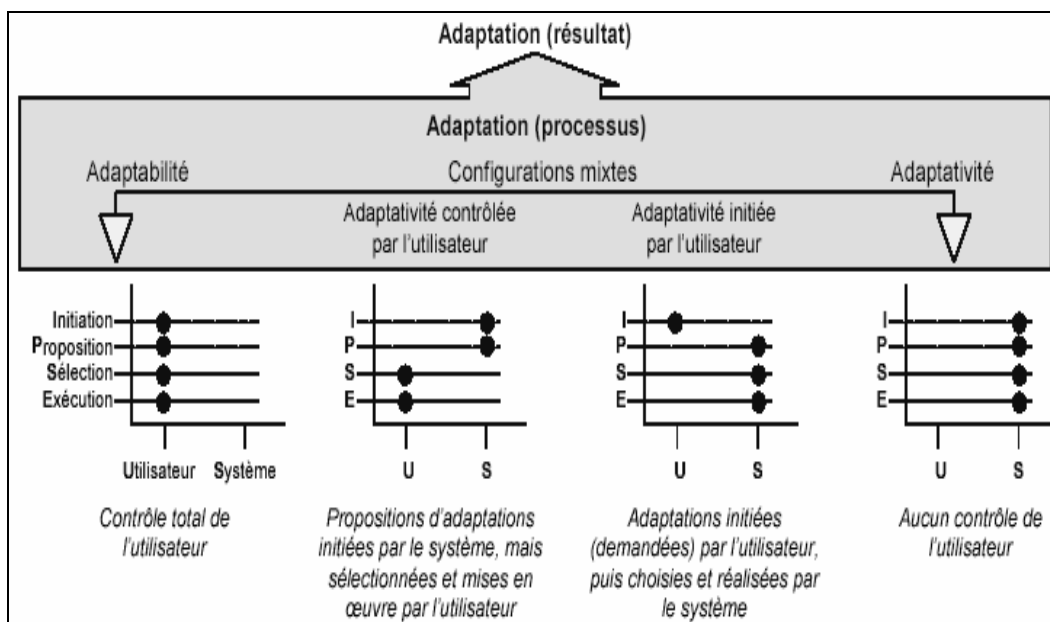 Adaptation (résultat)
Adaptation (processus)
Adaptabilité
Configurations mixtes
Adaptativité
Adaptativité contrôlée
par l'utilisateur
Adaptativité initiée
par l'utilisateur
Initiation
Proposition
Sélection
Exécution
Utilisateur Système
Contrôle total de
l'utilisateur
I
P
S
E
U S
Propositions d'adaptations
initiées par le système, mais
sélectionnées et mises en
œuvre par l'utilisateur
I
P
S
E
U S
Adaptations initiées
(demandées) par l'utilisateur,
puis choisies et réalisées par
le système
I
P
S
E
U S
Aucun contrôle de
l'utilisateur